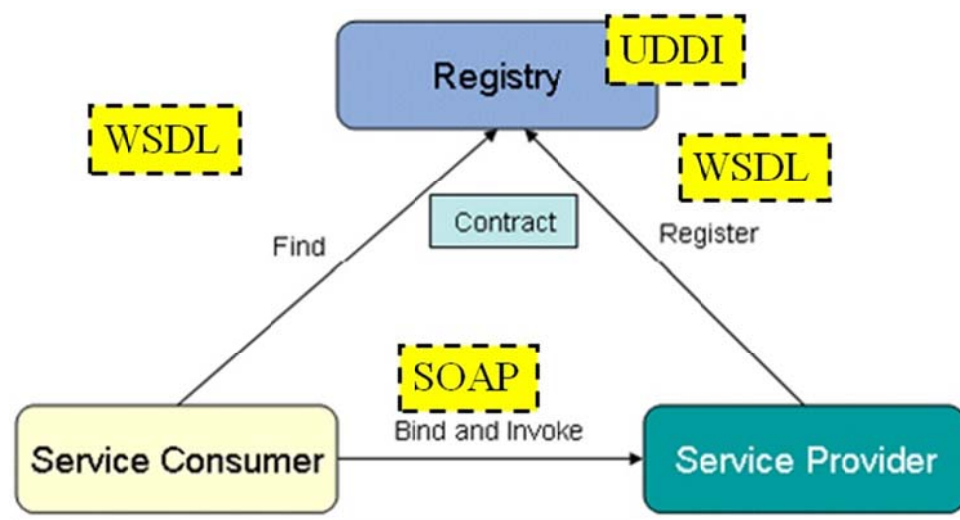 UDDI
Registry
WSDL
WSDL
Contract
Register
Find
SOAP
Bind and Invoke
Service Consumer
Service Provider